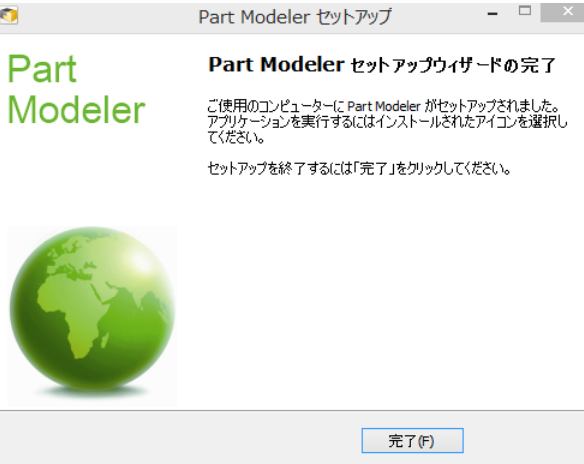 Part Modeler セットアップ
Part
Modeler
Part Modeler セットアップウィザードの完了
ご使用のコンピューターに Part Modeler がセットアップされました。
アプリケーションを実行するにはインストールされたアイコンを選択し
てください。
セットアップを終了するには「完了」をクリックしてください。
完了(F)